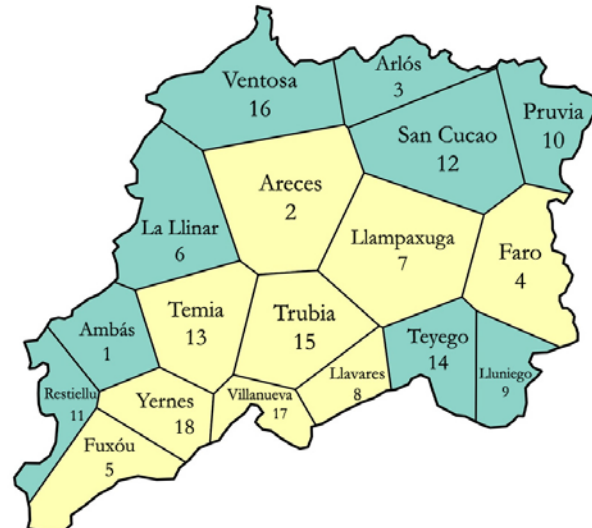 Ventosa
16
Arlós
3
Pruvia
10
San Cucao
12
Areces
2
La Llinar
6
Llampaxuga
7
Faro
4
Temia
13
Trubia
15
Ambás
1
Teyego
14
Lluniego
9
Restiellu
11
Yernes
18
Villanueva
17
Llavares
8
Fuxóu
5